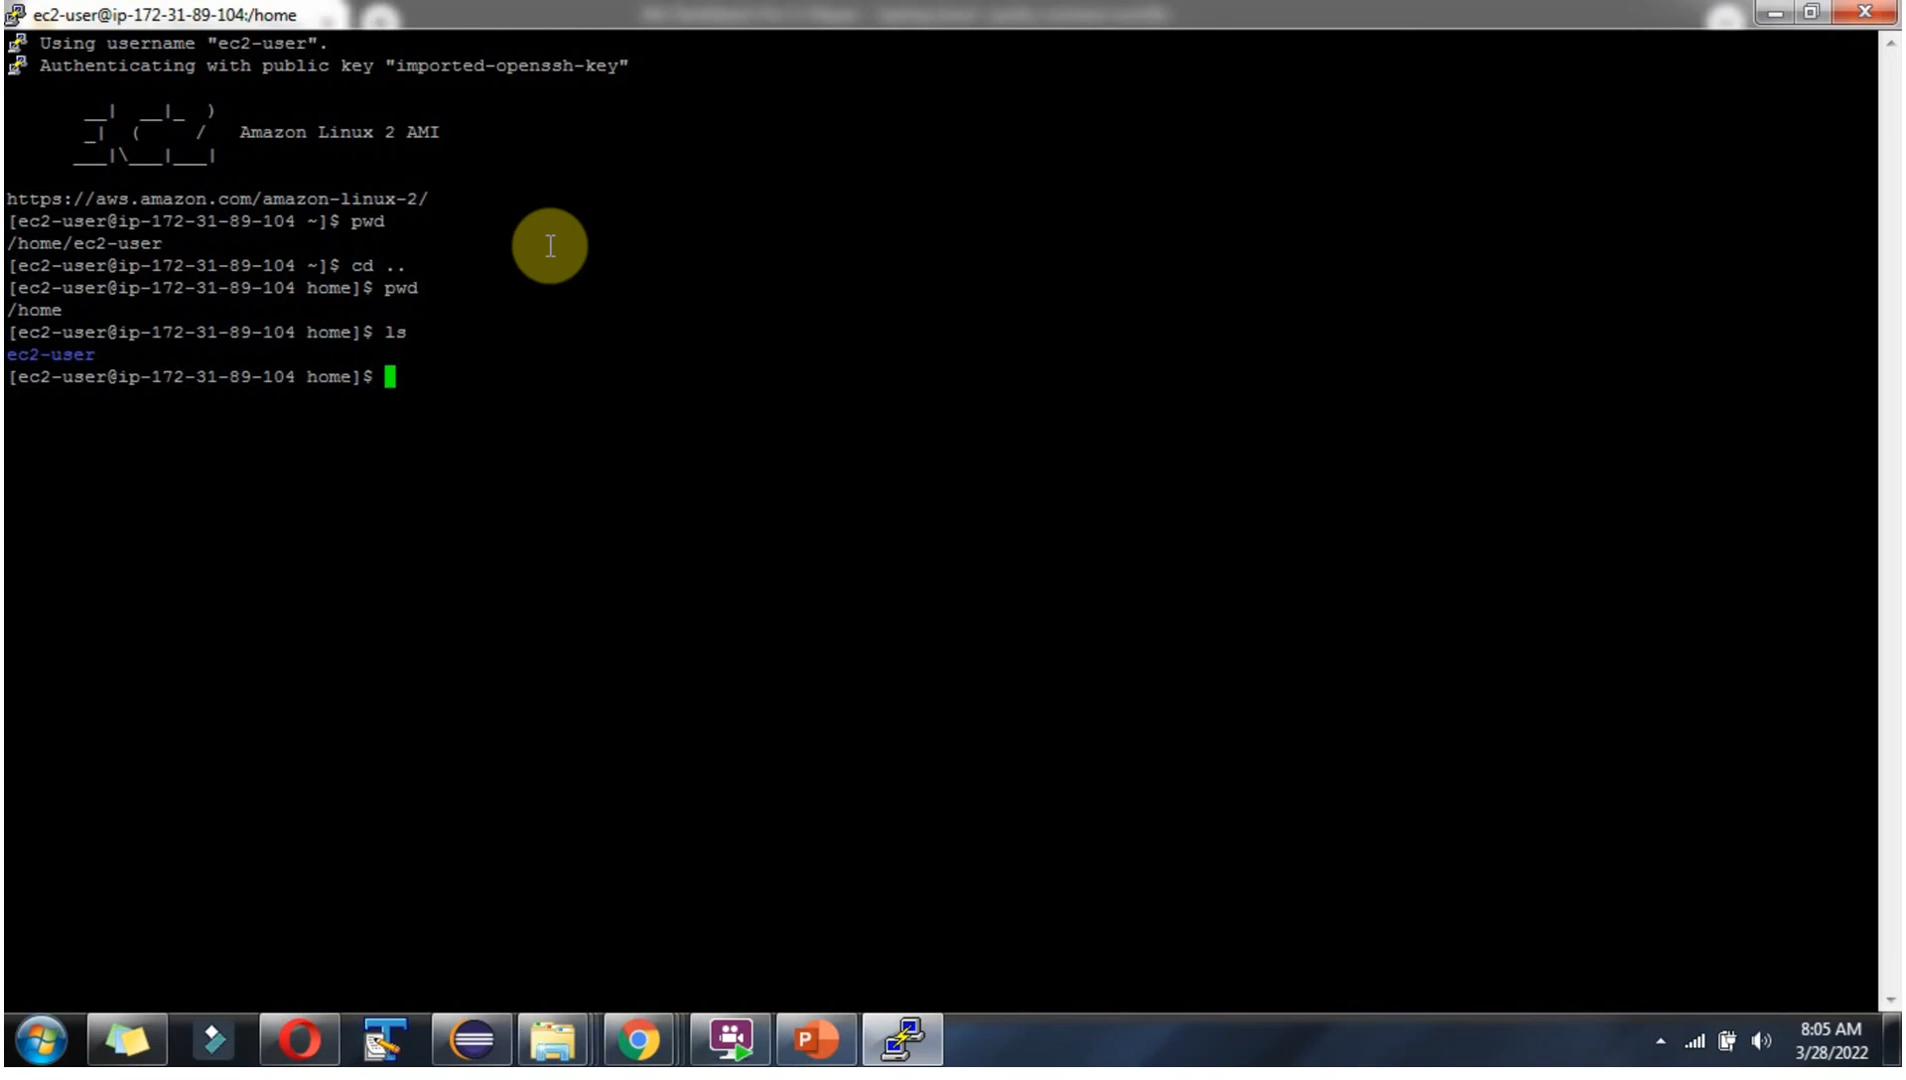 ec2-user@ip-172-31-89-104:/home
Using username "ec2-user".
Authenticating with public key "imported-openssh-key"
__|  __|_  )
_|  (     /   Amazon Linux 2 AMI
___|\___|___|
https://aws.amazon.com/amazon-linux-2/
[ec2-user@ip-172-31-89-104 ~]$ pwd
/home/ec2-user
[ec2-user@ip-172-31-89-104 ~]$ cd ..
[ec2-user@ip-172-31-89-104 home]$ pwd
/home
[ec2-user@ip-172-31-89-104 home]$ ls
ec2-user
[ec2-user@ip-172-31-89-104 home]$
8:05 AM
3/28/2022